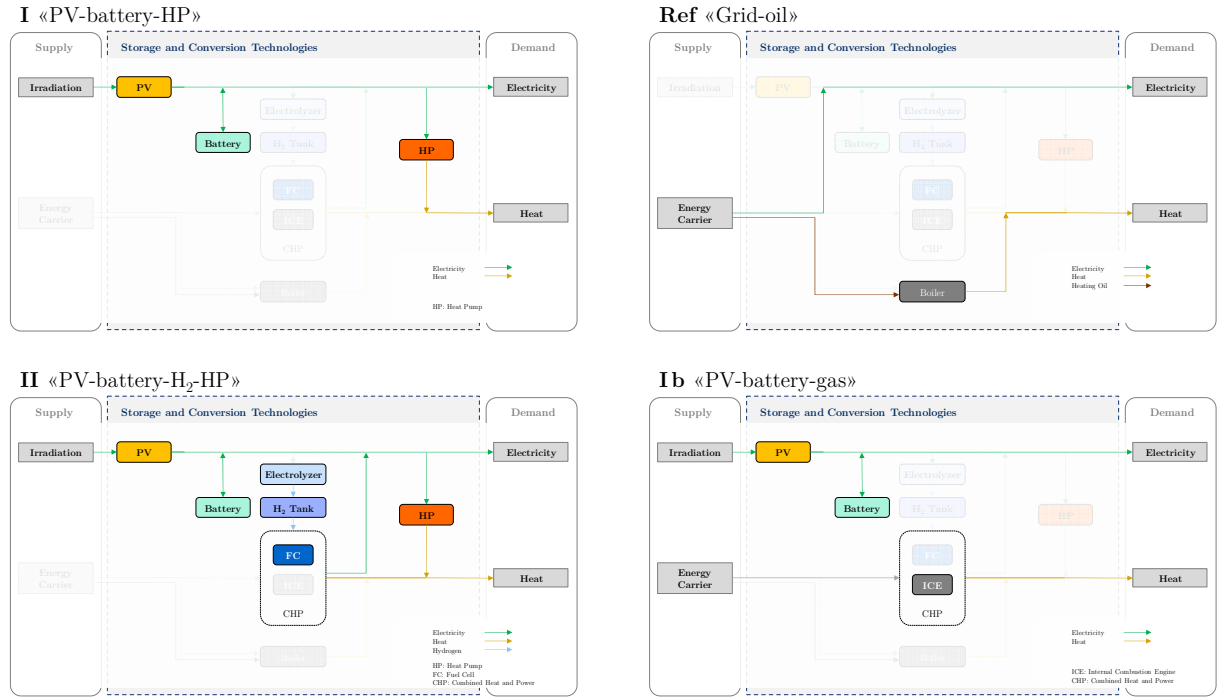 I «PV-battery-HP»
Supply
Storage and Conversion Technologies
Demand
Irradiation
PV
Electricity
Electrolyzer
Battery
H2 Tank
HP
FC
Energy
Carrier
ICE
Heat
CHP
Boiler
Electricity
Heat
HP: Heat Pump
Ref «Grid-oil»
Supply
Storage and Conversion Technologies
Demand
Irradiation
PV
Electricity
Electrolyzer
Battery
H2 Tank
HP
FC
Energy
Carrier
ICE
Heat
CHP
Boiler
Electricity
Heat
Heating Oil
II «PV-battery-H2-HP»
Supply
Storage and Conversion Technologies
Demand
Irradiation
PV
Electricity
Electrolyzer
Battery
H2 Tank
HP
FC
Energy
Carrier
ICE
Heat
CHP
Boiler
Electricity
Heat
Hydrogen
HP: Heat Pump
FC: Fuel Cell
CHP: Combined Heat and Power
Ib «PV-battery-gas»
Supply
Storage and Conversion Technologies
Demand
Irradiation
PV
Electricity
Electrolyzer
Battery
H2 Tank
HP
FC
Energy
Carrier
ICE
Heat
CHP
Boiler
Electricity
Heat
ICE: Internal Combustion Engine
CHP: Combined Heat and Power